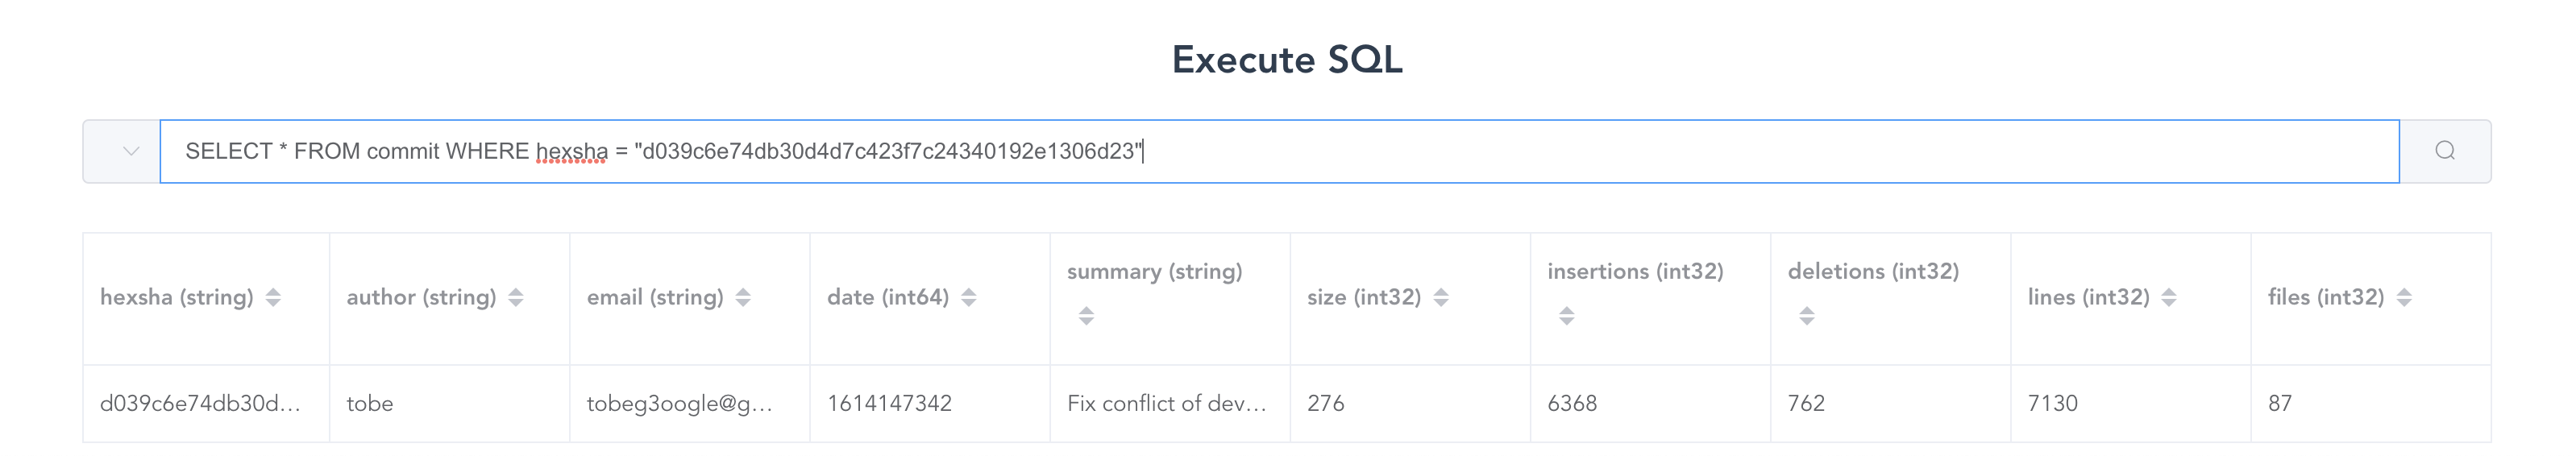 Execute SQL
SELECT * FROM commit WHERE hexsha = "d039c6e74db30d4d7c423f7c24340192e1306d23"
hexsha (string) author (string) email (string) date (int64) summary (string) size (int32) insertions (int32) deletions (int32) lines (int32) files (int32)
d039c6e74db30d... tobe tobeg3oogle@g... 1614147342 Fix conflict of dev... 276 6368 762 7130 87